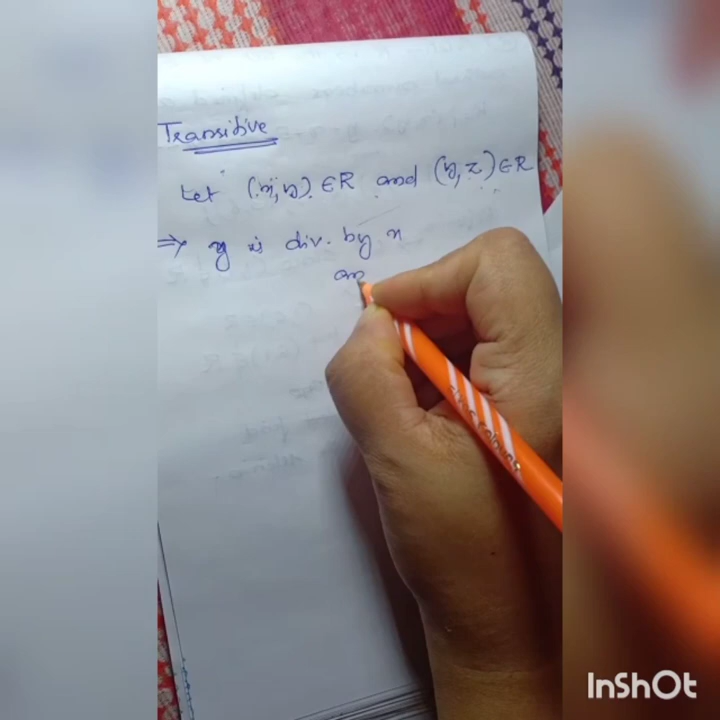 Transitive
Let (x,y) ∈ R and (y,z) ∈ R
⇒ y is div. by x
an
InShOt